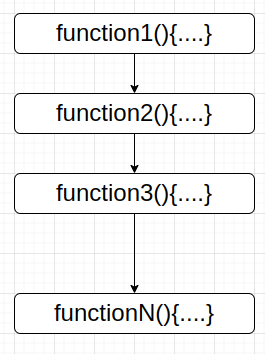 function1(){....}
function2(){....}
function3(){....}
functionN(){....}